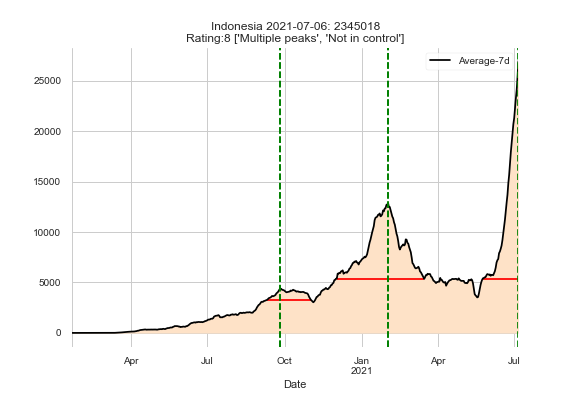 Indonesia 2021-07-06: 2345018
Rating:8 ['Multiple peaks', 'Not in control']
Average-7d
25000
20000
15000
10000
5000
0
Apr
Jul
Oct
Jan
2021
Apr
Jul
Date